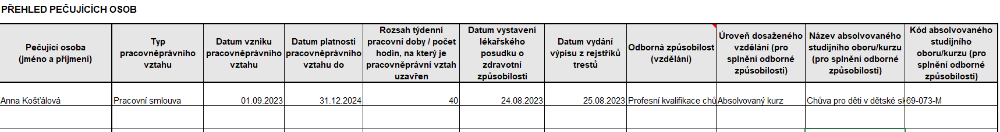 PŘEHLED PEČUJÍCÍCH OSOB
Pečující osoba
(jméno a příjmení)
Typ
pracovněprávního
vztahu
Datum vzniku
pracovněprávního
vztahu
Datum platnosti
pracovněprávního
vztahu do
Rozsah týdenní
pracovní doby / počet
hodin, na který je
pracovněprávní vztah
uzavřen
Datum vystavení
lékařského
posudku o
zdravotní
způsobilosti
Datum vydání
výpisu z rejstříků
trestů
Odborná způsobilost
(vzdělání)
Úroveň dosaženého
vzdělání (pro
splnění odborné
způsobilosti)
Název absolvovaného
studijního oboru/kurzu
(pro splnění odborné
způsobilosti)
Kód absolvovaného
studijního
oboru/kurzu (pro
splnění odborné
způsobilosti)
Anna Košťálová Pracovní smlouva 01.09.2023 31.12.2024 40 24.08.2023 25.08.2023 Profesní kvalifikace chů Absolvovaný kurz Chůva pro děti v dětské sk 69-073-M